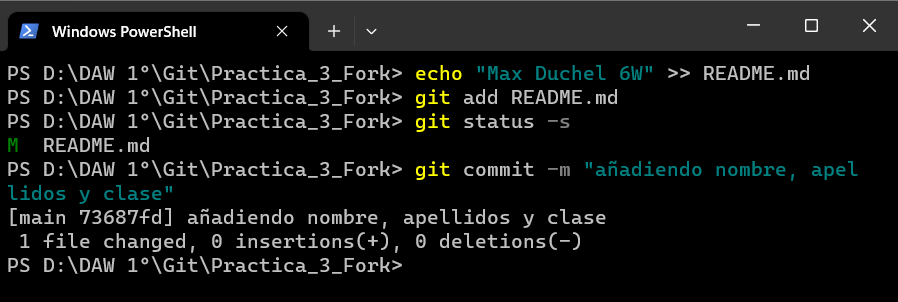 Windows PowerShell
PS D:\DAW 1°\Git\Practica_3_Fork> echo "Max Duchel 6W" >> README.md
PS D:\DAW 1°\Git\Practica_3_Fork> git add README.md
PS D:\DAW 1°\Git\Practica_3_Fork> git status -s
M  README.md
PS D:\DAW 1°\Git\Practica_3_Fork> git commit -m "añadiendo nombre, apel
lidos y clase"
[main 73687fd] añadiendo nombre, apellidos y clase
 1 file changed, 0 insertions(+), 0 deletions(-)
PS D:\DAW 1°\Git\Practica_3_Fork>